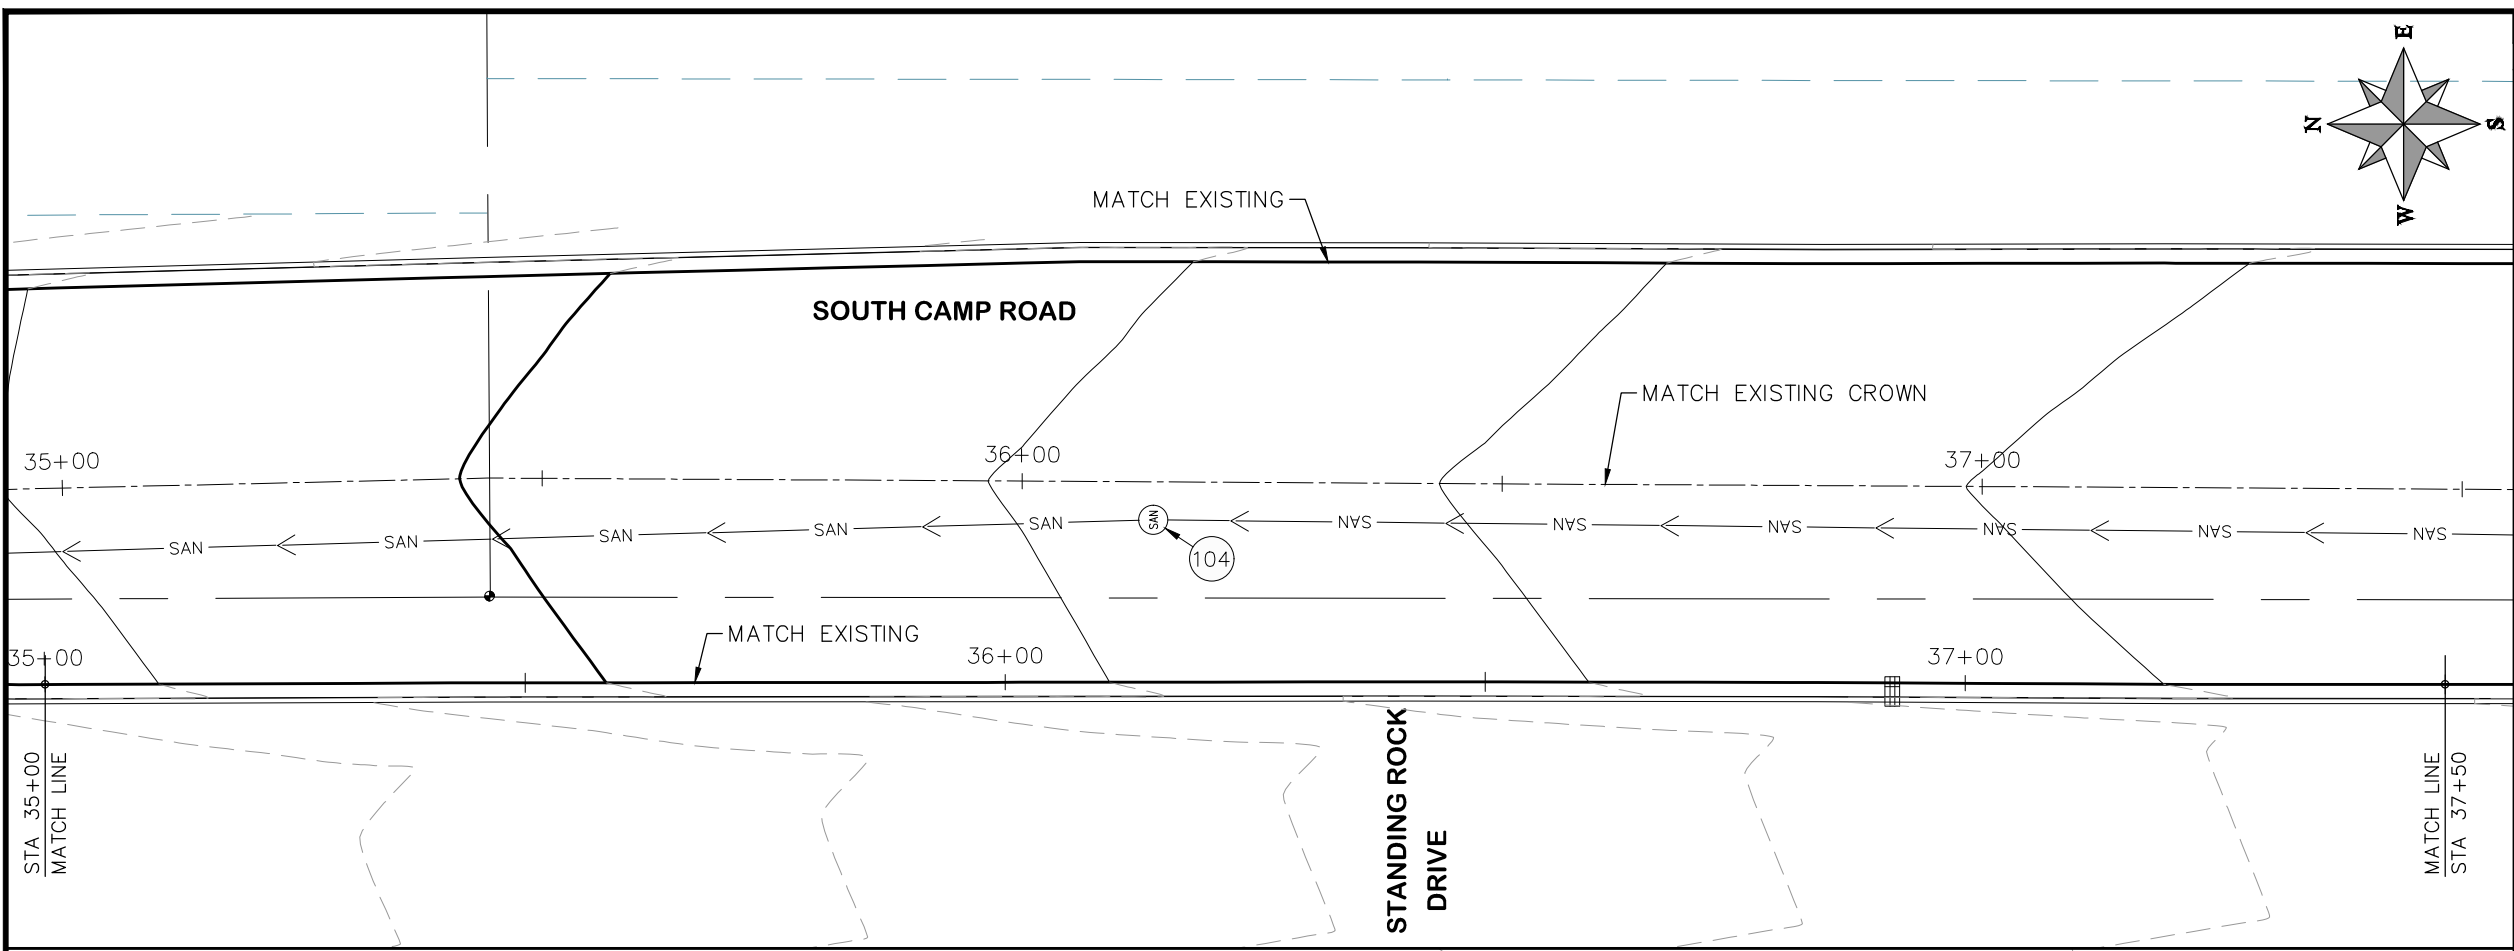 E
N
S
W
MATCH EXISTING
SOUTH CAMP ROAD
MATCH EXISTING CROWN
35+00
36+00
37+00
SAN
SAN
SAN
SAN
SAN
SAN
SAN
SAN
SAN
SAN
SAN
SAN
104
MATCH EXISTING
35+00
36+00
37+00
STA 35+00
MATCH LINE
STANDING ROCK
DRIVE
MATCH LINE
STA 37+50